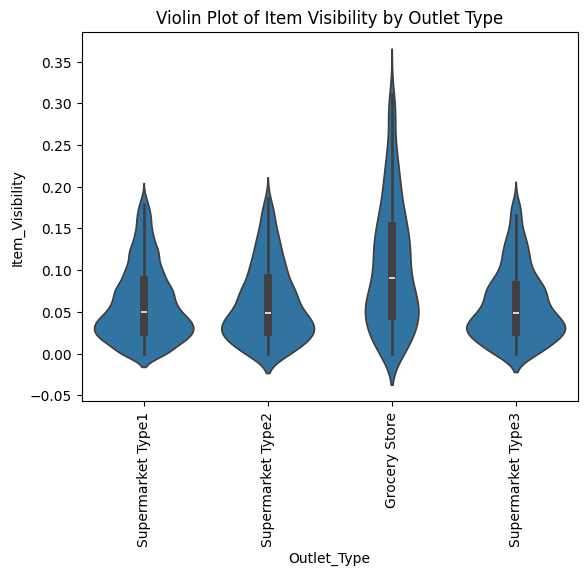 Violin Plot of Item Visibility by Outlet Type
Item_Visibility
0.35
0.30
0.25
0.20
0.15
0.10
0.05
0.00
−0.05
Supermarket Type1
Supermarket Type2
Grocery Store
Supermarket Type3
Outlet_Type